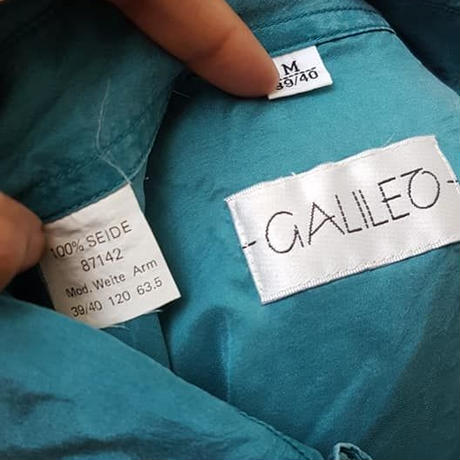 M
39/40
GALILEO
100% SEIDE
87142
Mod. Weite Arm
39/40 120 63.5